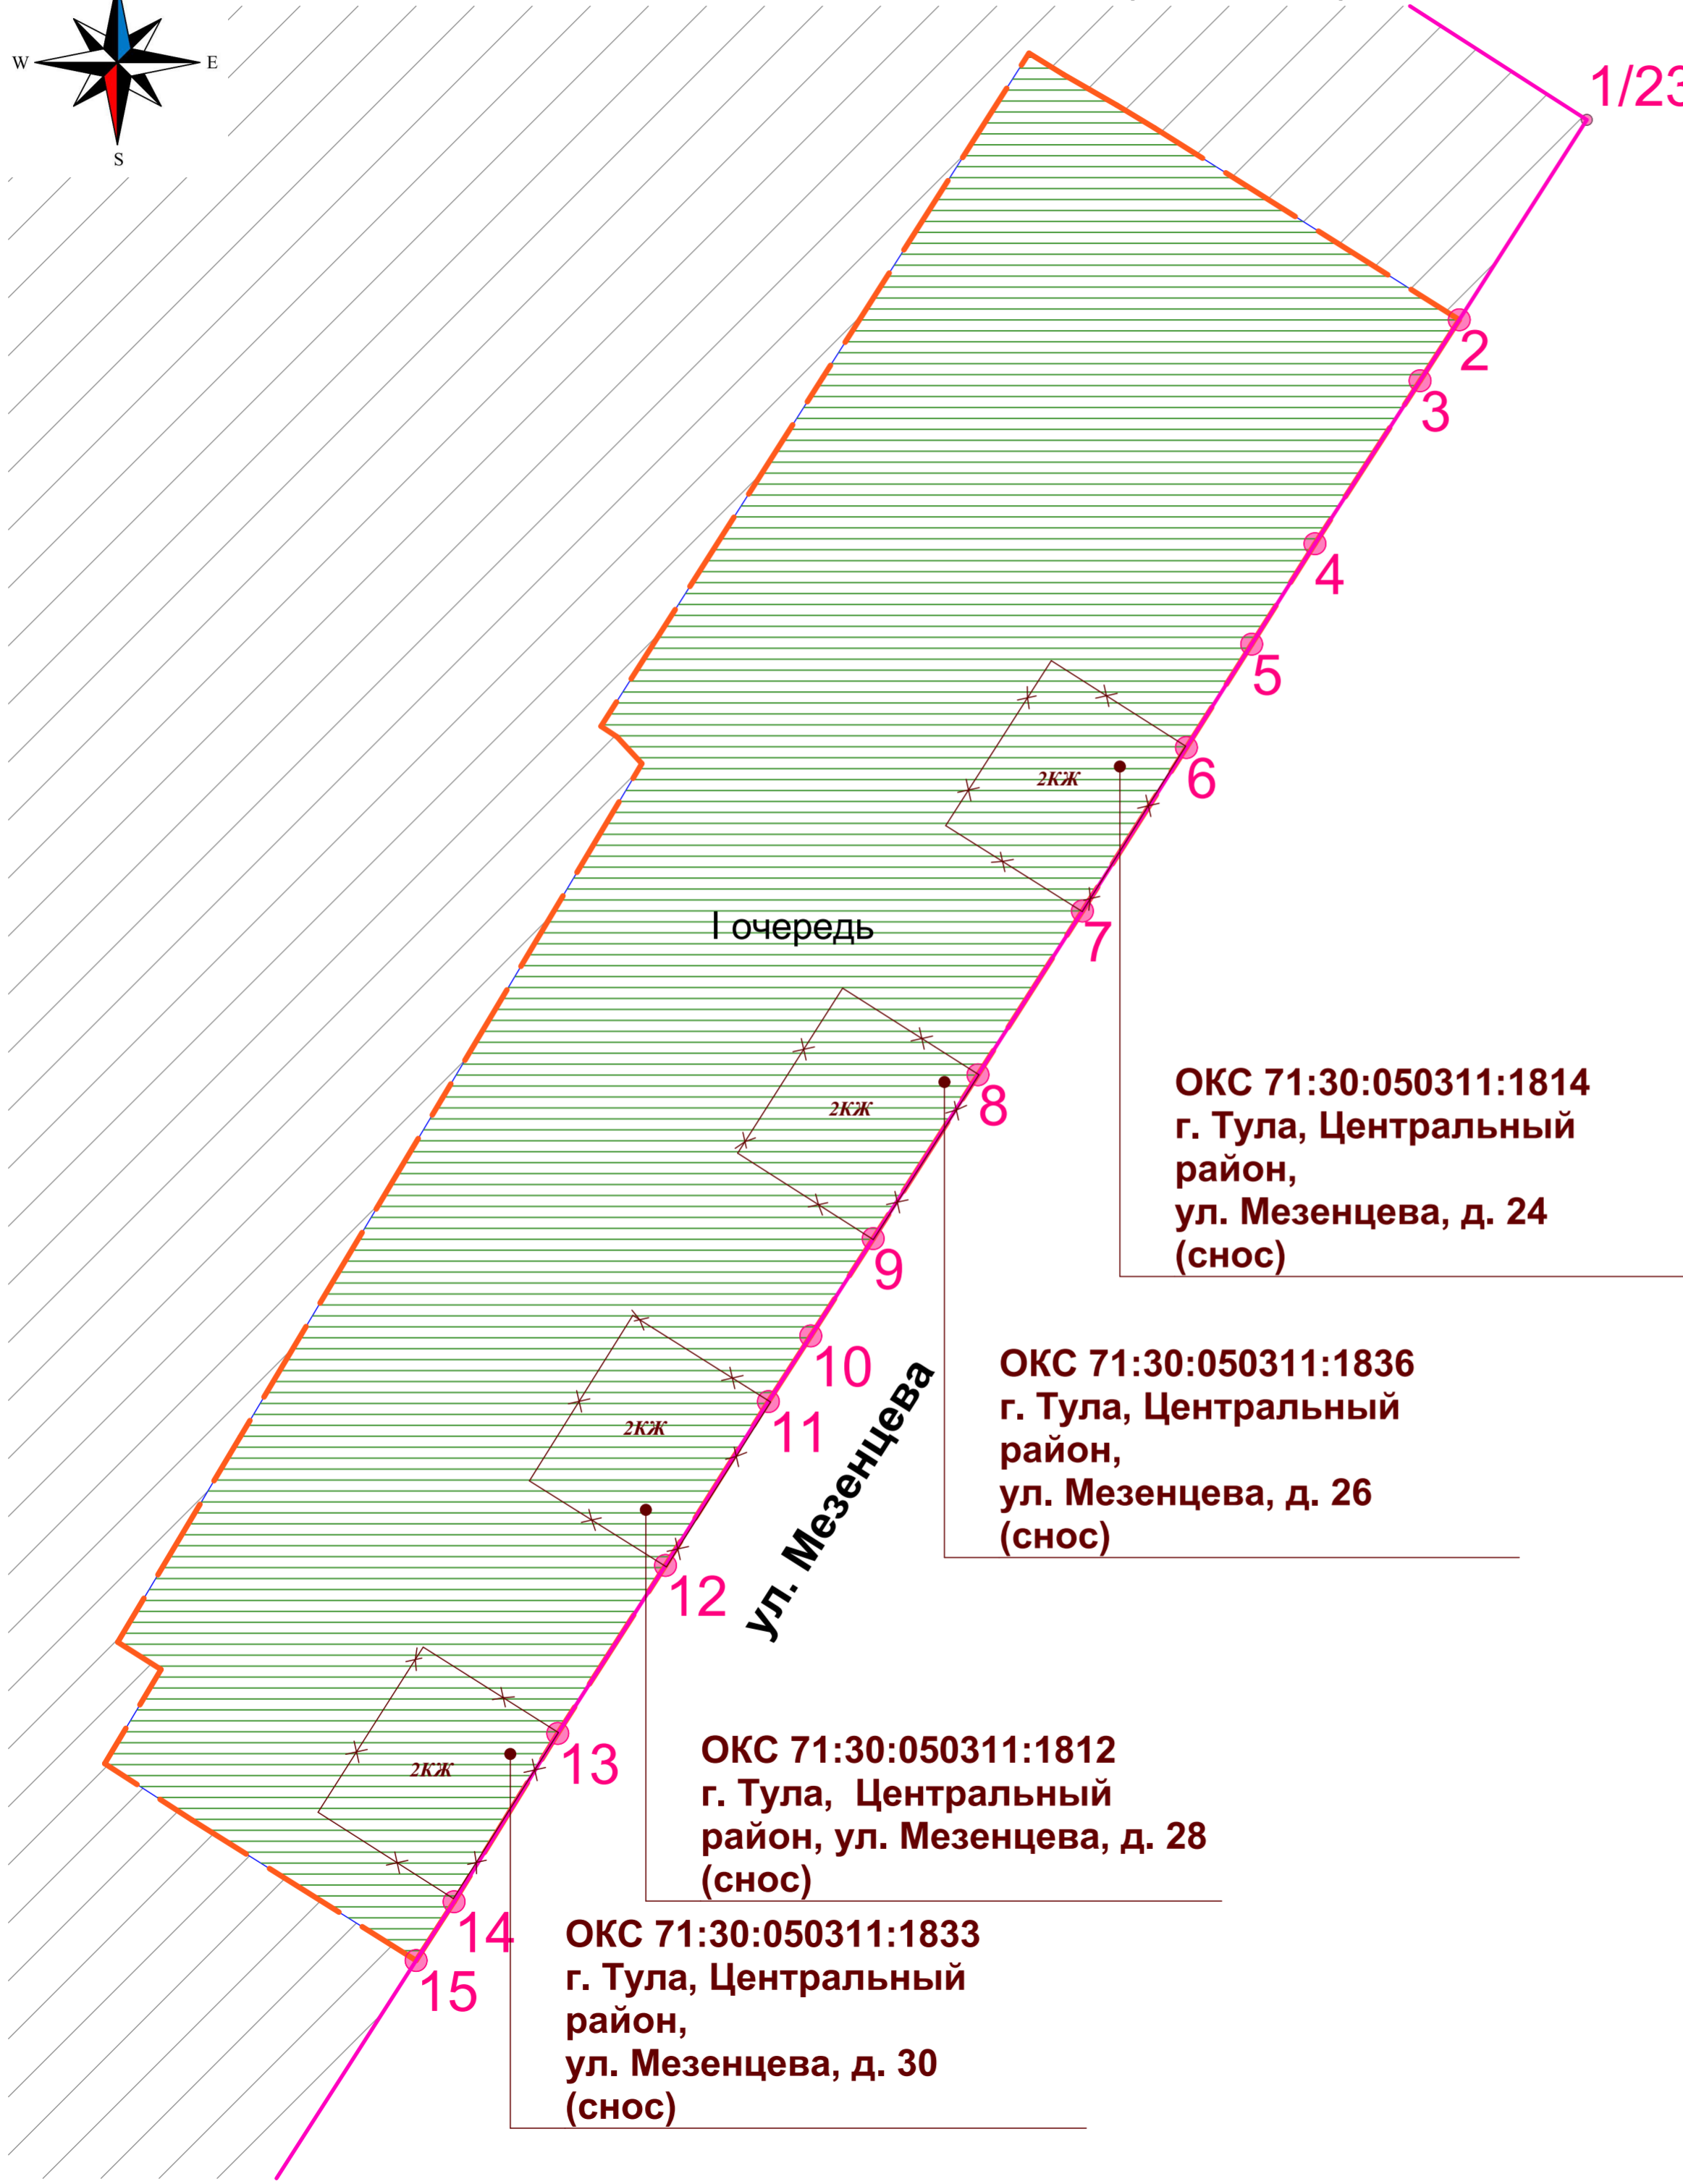 W
E
S
1/23
2
3
4
5
6
2КЖ
7
I очередь
8
2КЖ
ОКС 71:30:050311:1814
г. Тула, Центральный
район,
ул. Мезенцева, д. 24
(снос)
9
10
11
2КЖ
ул. Мезенцева
ОКС 71:30:050311:1836
г. Тула, Центральный
район,
ул. Мезенцева, д. 26
(снос)
12
13
2КЖ
ОКС 71:30:050311:1812
г. Тула, Центральный
район, ул. Мезенцева, д. 28
(снос)
14
15
ОКС 71:30:050311:1833
г. Тула, Центральный
район,
ул. Мезенцева, д. 30
(снос)